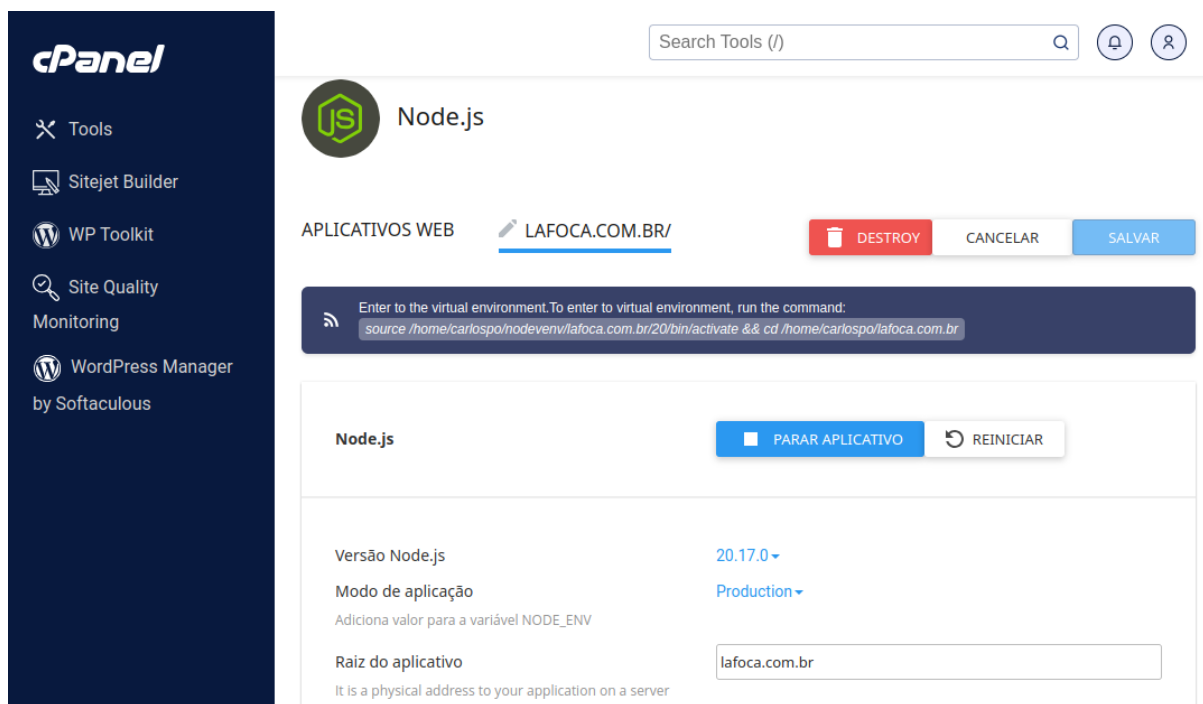 cPanel
Search Tools (/)
Tools
Sitejet Builder
WP Toolkit
Site Quality
Monitoring
WordPress Manager
by Softaculous
JS
Node.js
APLICATIVOS WEB
LAFOCA.COM.BR/
DESTROY
CANCELAR
SALVAR
Enter to the virtual environment.To enter to virtual environment, run the command:
source /home/carlospo/nodevenv/lafoca.com.br/20/bin/activate && cd /home/carlospo/lafoca.com.br
Node.js
PARAR APLICATIVO
REINICIAR
Versão Node.js
20.17.0
Modo de aplicação
Production
Adiciona valor para a variável NODE_ENV
Raiz do aplicativo
lafoca.com.br
It is a physical address to your application on a server